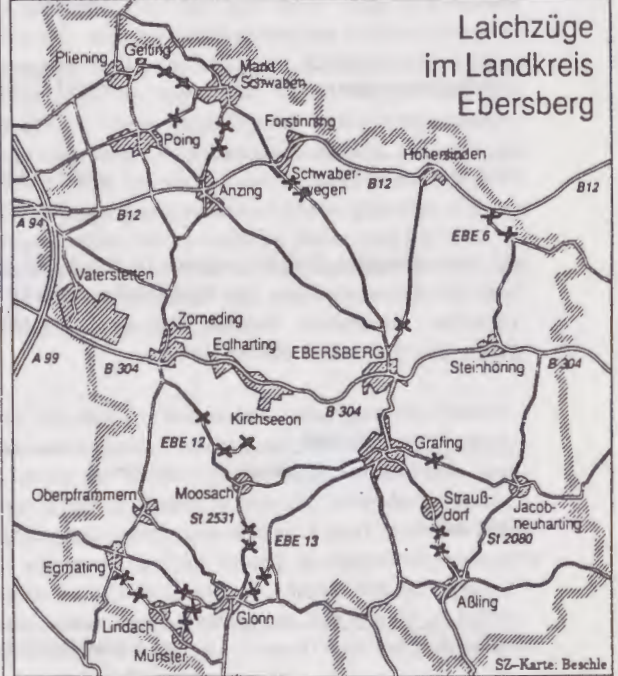 Laichzüge
im Landkreis
Ebersberg
Pliening
Gelting
Markt
Schwaben
Poing
Forstinning
Hohenlinden
Anzing
Schwaber-
wegen
B12
B12
A 94
B12
EBE 6
Vaterstetten
Zorneding
Eglharting
EBERSBERG
Steinhöring
B 304
A 99
B 304
Kirchseeon
B 304
EBE 12
Grafing
Moosach
Oberpframmern
St 2531
Strauß-
dorf
Jacob-
neuharting
EBE 13
St 2080
Egmating
Glonn
Aßling
Lindach
Münster
SZ-Karte: Beschle